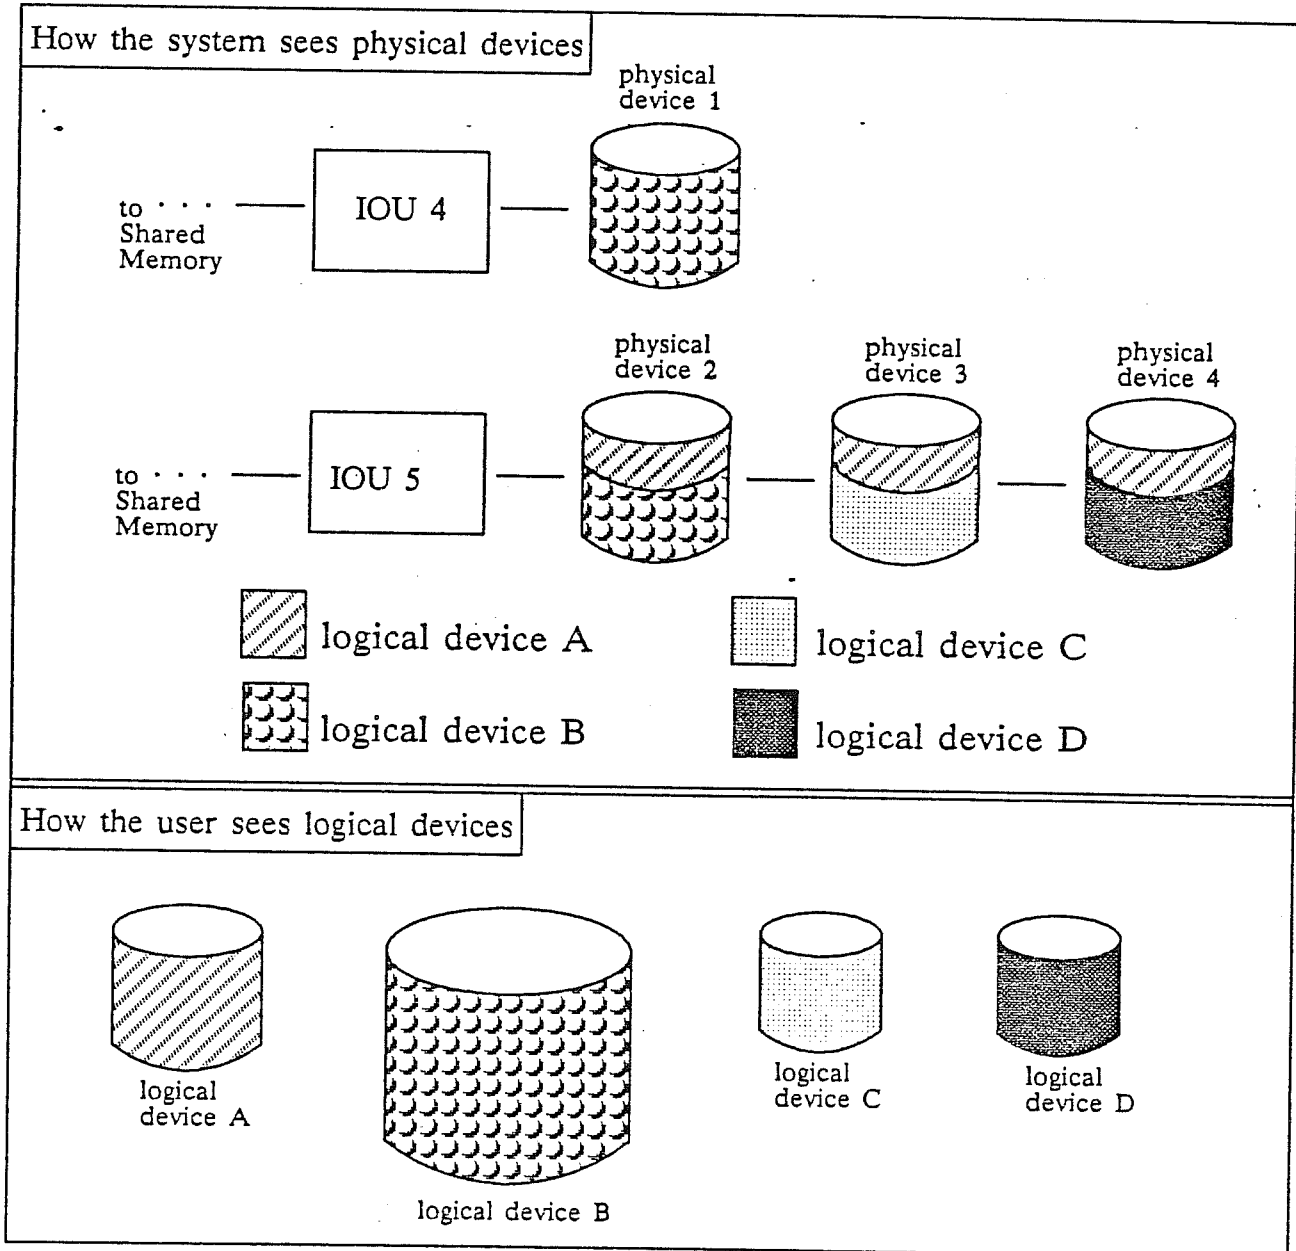 How the system sees physical devices
physical
device 1
IOU 4
to · · ·
Shared
Memory
physical
device 2
physical
device 3
physical
device 4
IOU 5
to · · ·
Shared
Memory
logical device A
logical device C
logical device B
logical device D
How the user sees logical devices
logical
device A
logical device B
logical
device C
logical
device D